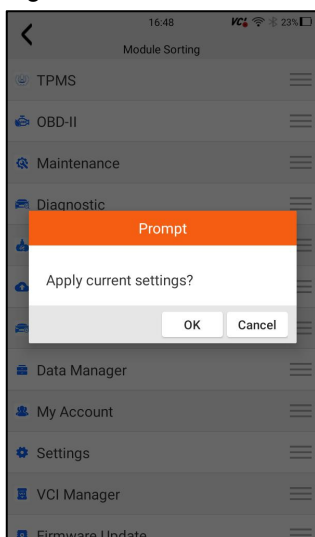 16:48 VCI 23%
Module Sorting
TPMS
OBD-II
Maintenance
Diagnostic
Prompt
Apply current settings?
OK Cancel
Data Manager
My Account
Settings
VCI Manager
Firmware Update